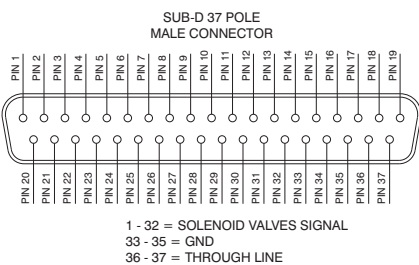 SUB-D 37 POLE
MALE CONNECTOR
PIN 1
PIN 2
PIN 3
PIN 4
PIN 5
PIN 6
PIN 7
PIN 8
PIN 9
PIN 10
PIN 11
PIN 12
PIN 13
PIN 14
PIN 15
PIN 16
PIN 17
PIN 18
PIN 19
PIN 20
PIN 21
PIN 22
PIN 23
PIN 24
PIN 25
PIN 26
PIN 27
PIN 28
PIN 29
PIN 30
PIN 31
PIN 32
PIN 33
PIN 34
PIN 35
PIN 36
PIN 37
1 - 32 = SOLENOID VALVES SIGNAL
33 - 35 = GND
36 - 37 = THROUGH LINE